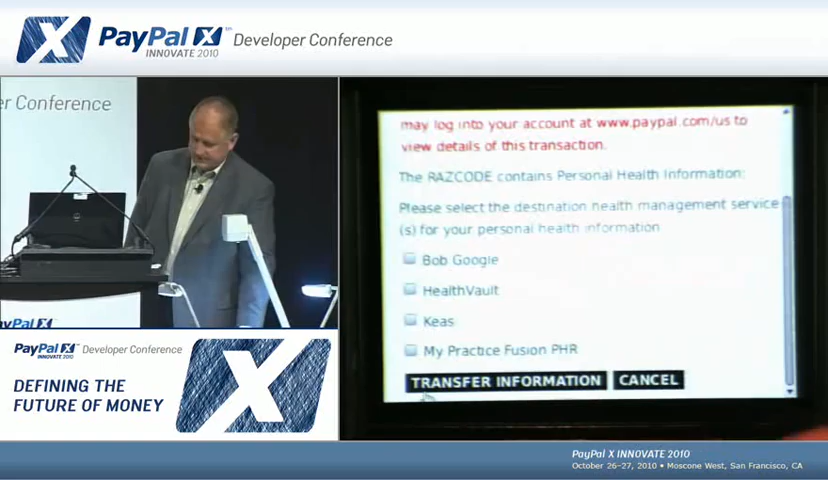 PayPal X Developer Conference
INNOVATE 2010
er Conference
may log into your account at www.paypal.com/us to
view details of this transaction.
The RAZCODE contains Personal Health Information:
Please select the destination health management service
(s) for your personal health information
Bob Google
HealthVault
Keas
My Practice Fusion PHR
TRANSFER INFORMATION CANCEL
ayPal X
PayPal X Developer Conference
INNOVATE 2010
DEFINING THE
FUTURE OF MONEY
X
PayPal X INNOVATE 2010
October 26-27, 2010 • Moscone West, San Francisco, CA